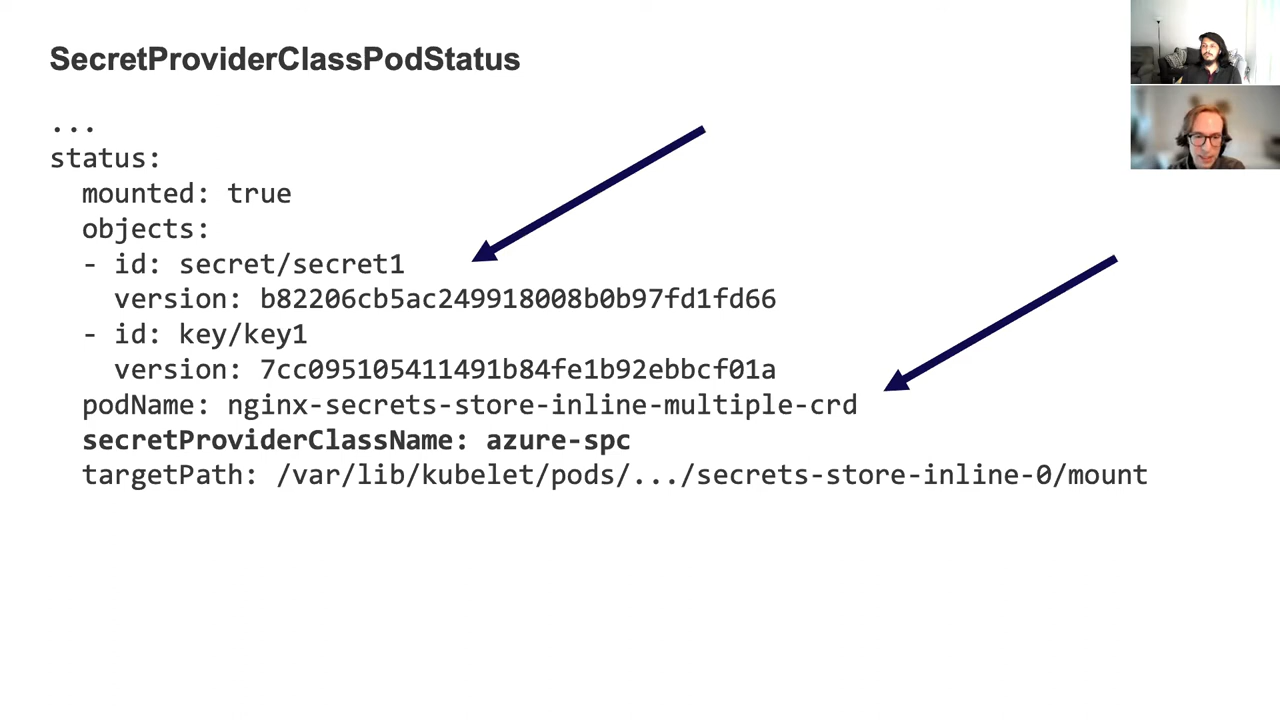 SecretProviderClassPodStatus
...
status:
mounted: true
objects:
- id: secret/secret1
version: b82206cb5ac249918008b0b97fd1fd66
- id: key/key1
version: 7cc095105411491b84fe1b92ebbcf01a
podName: nginx-secrets-store-inline-multiple-crd
secretProviderClassName: azure-spc
targetPath: /var/lib/kubelet/pods/.../secrets-store-inline-0/mount